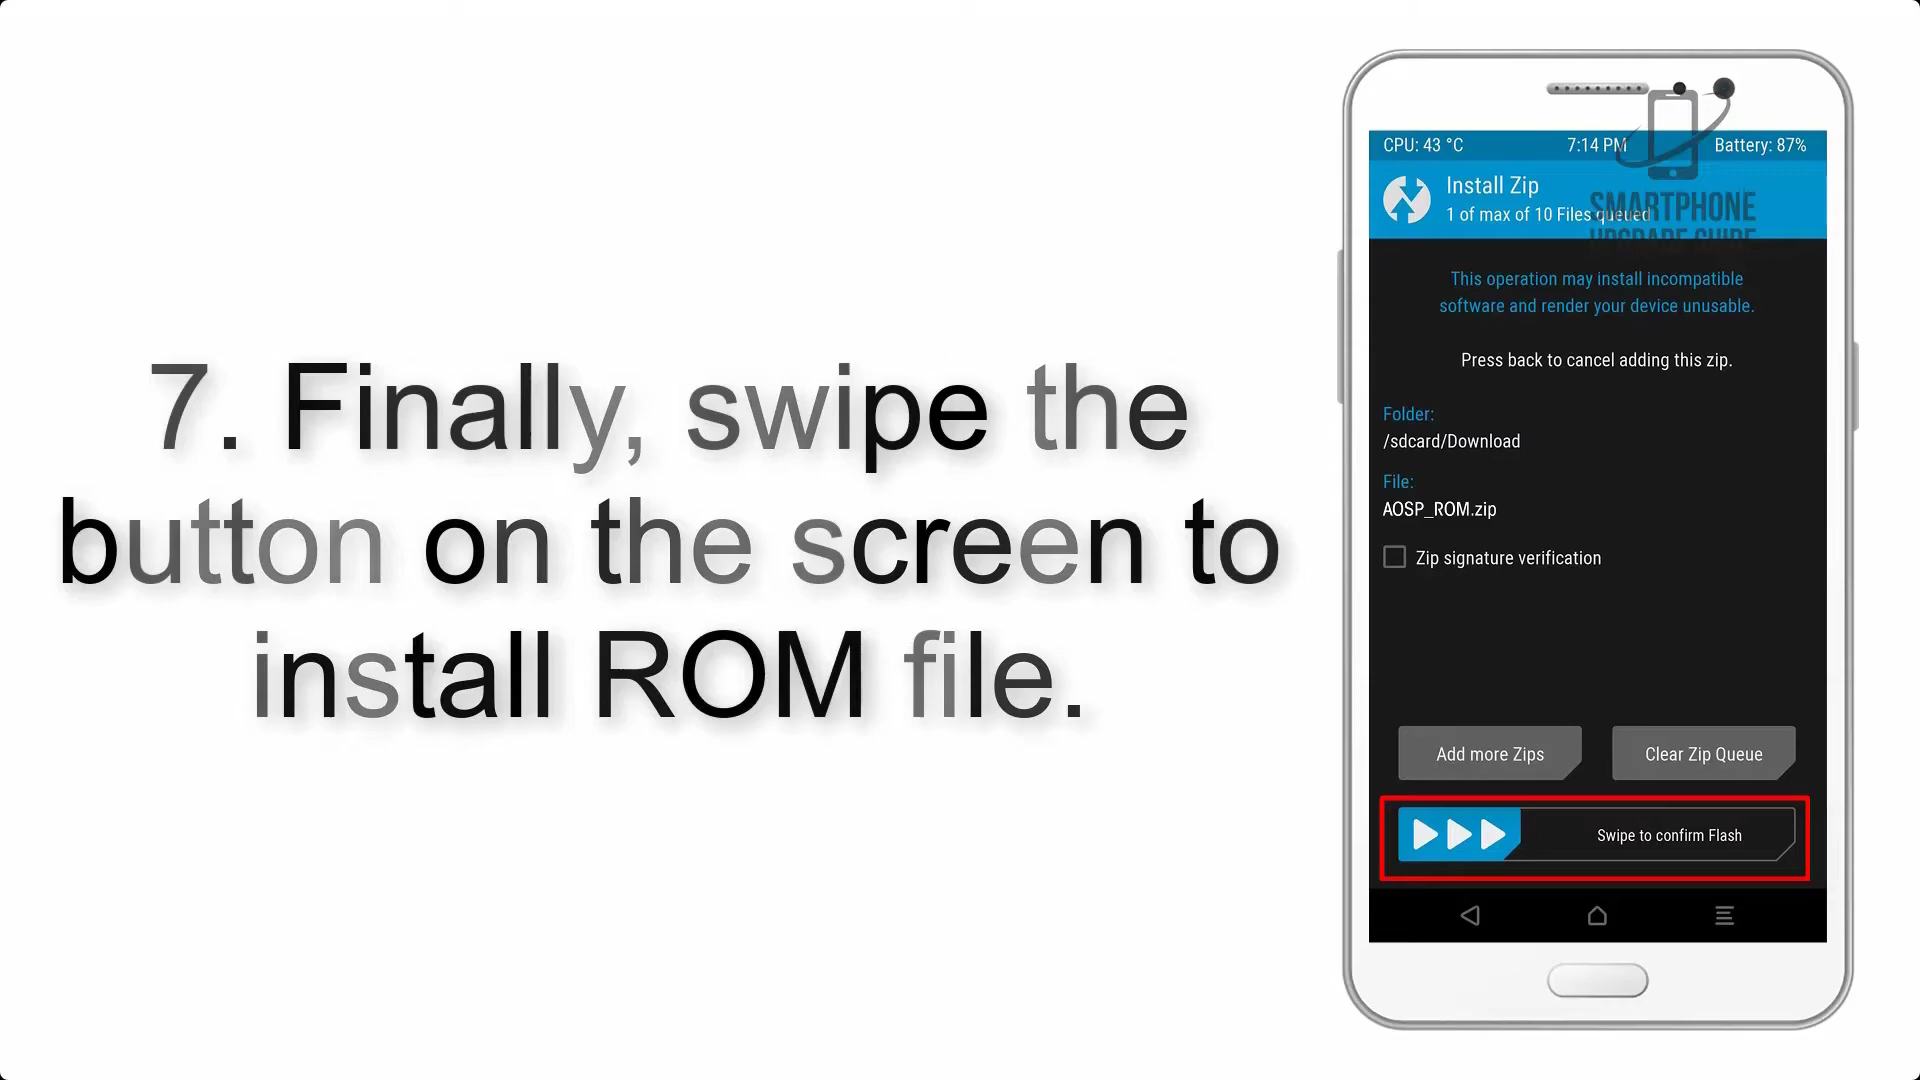 7. Finally, swipe the
button on the screen to
install ROM file.
CPU: 43 °C 7:14 PM Battery: 87%
Install Zip
1 of max of 10 Files queued
SMARTPHONE
UPGRADE GUIDE
This operation may install incompatible
software and render your device unusable.
Press back to cancel adding this zip.
Folder:
/sdcard/Download
File:
AOSP_ROM.zip
Zip signature verification
Add more Zips Clear Zip Queue
Swipe to confirm Flash